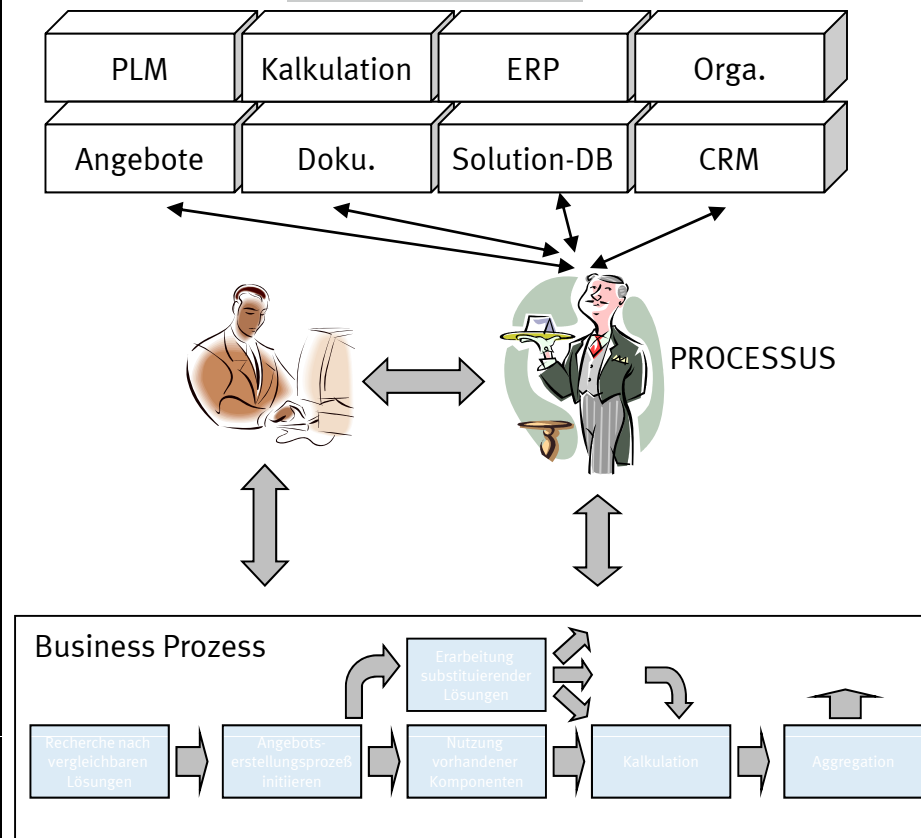 PLM
Kalkulation
ERP
Orga.
Angebote
Doku.
Solution-DB
CRM
PROCESSUS
Business Prozess
Erarbeitung
substituierender
Lösungen
Recherche nach
vergleichbaren
Lösungen
Angebots-
erstellungsprozeß
initiieren
Nutzung
vorhandener
Komponenten
Kalkulation
Aggregation